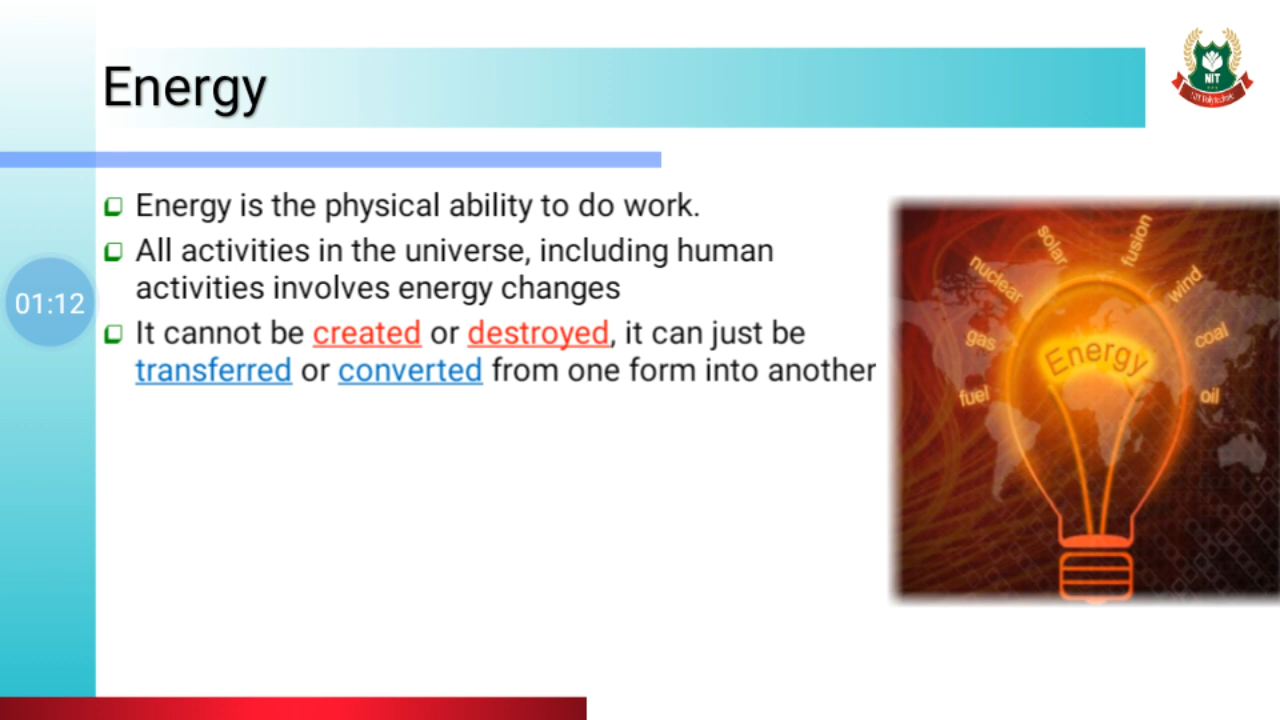 Energy
NIT
Energy is the physical ability to do work.
All activities in the universe, including human
activities involves energy changes
01:12
It cannot be created or destroyed, it can just be
transferred or converted from one form into another
solar
fusion
nuclear
wind
gas
coal
Energy
fuel
oil